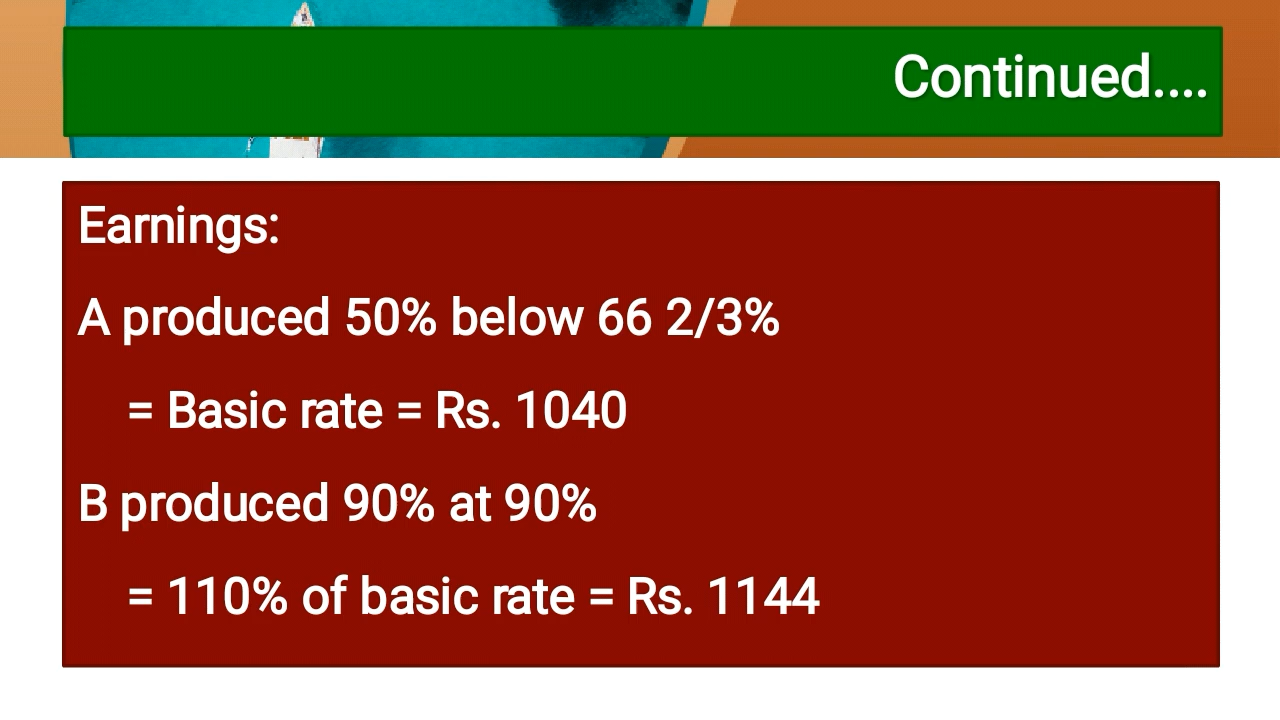 Continued....
Earnings:
A produced 50% below 66 2/3%
= Basic rate = Rs. 1040
B produced 90% at 90%
= 110% of basic rate = Rs. 1144